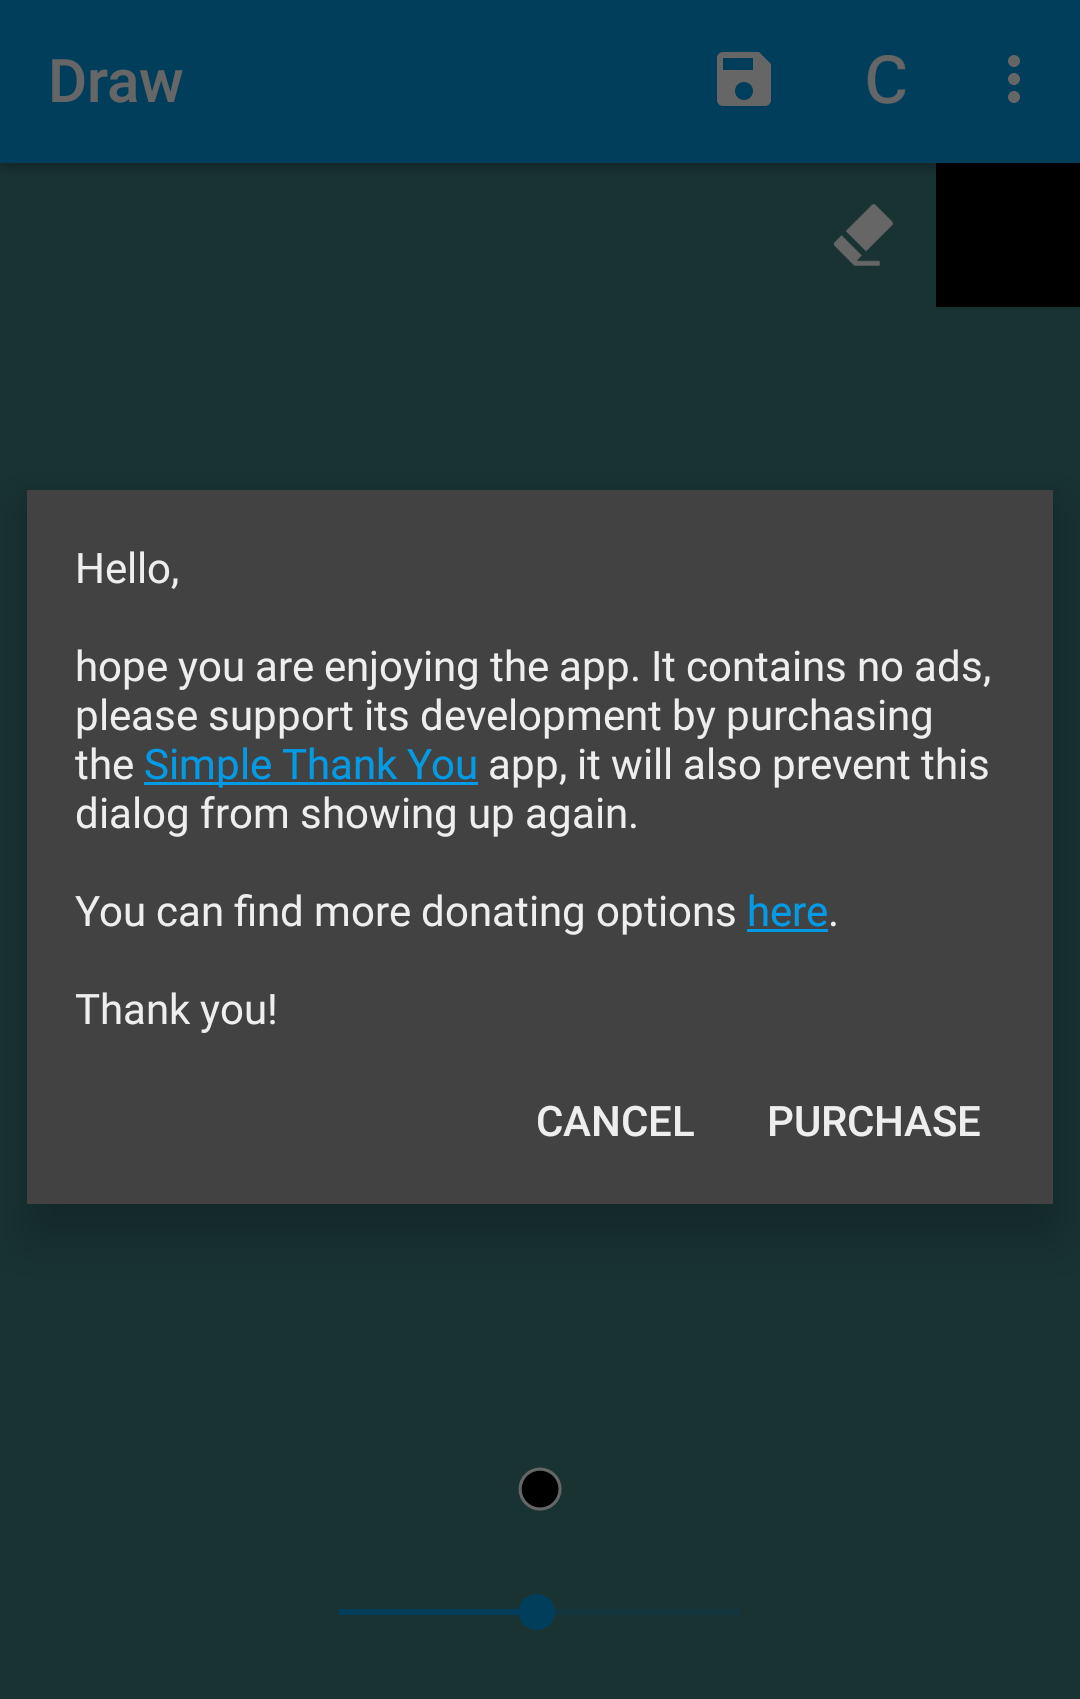 Draw C
Hello,
hope you are enjoying the app. It contains no ads,
please support its development by purchasing
the Simple Thank You app, it will also prevent this
dialog from showing up again.
You can find more donating options here.
Thank you!
CANCEL PURCHASE